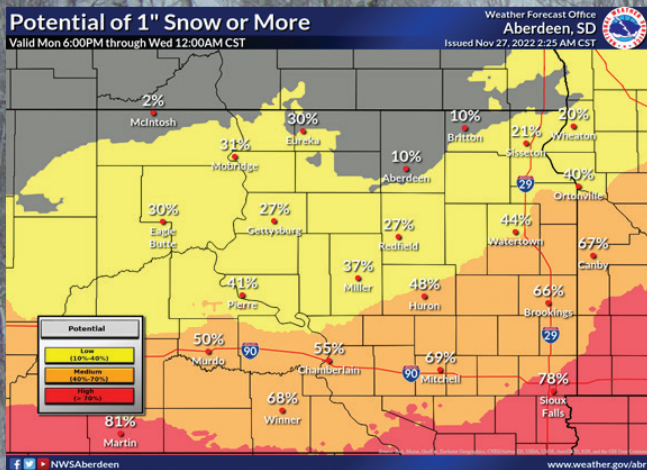 Potential of 1" Snow or More
Valid Mon 6:00PM through Wed 12:00AM CST
Weather Forecast Office
Aberdeen, SD
Issued Nov 27, 2022 2:25 AM CST
2%
McIntosh
30%
Eureka
10%
Britton
20%
Wheaton
31%
Mobridge
21%
Sisseton
10%
Aberdeen
29
40%
Ortonville
30%
Eagle
Butte
27%
Gettysburg
27%
Redfield
44%
Watertown
67%
Canby
37%
Miller
41%
Pierre
48%
Huron
66%
Brookings
29
Potential
Low
(10%-40%)
Medium
(40%-70%)
High
(> 70%)
50%
Murdo
90
55%
Chamberlain
90
69%
Mitchell
78%
Sioux
Falls
68%
Winner
81%
Martin
NWSAberdeen
www.weather.gov/abr